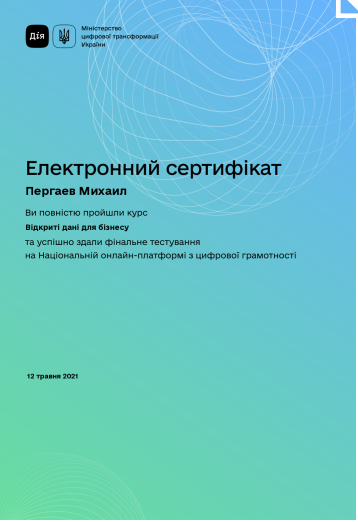 Дія
Міністерство
цифрової трансформації
України
Електронний сертифікат
Пергаев Михаил
Ви повністю пройшли курс
Відкриті дані для бізнесу
та успішно здали фінальне тестування
на Національній онлайн-платформі з цифрової грамотності
12 травня 2021